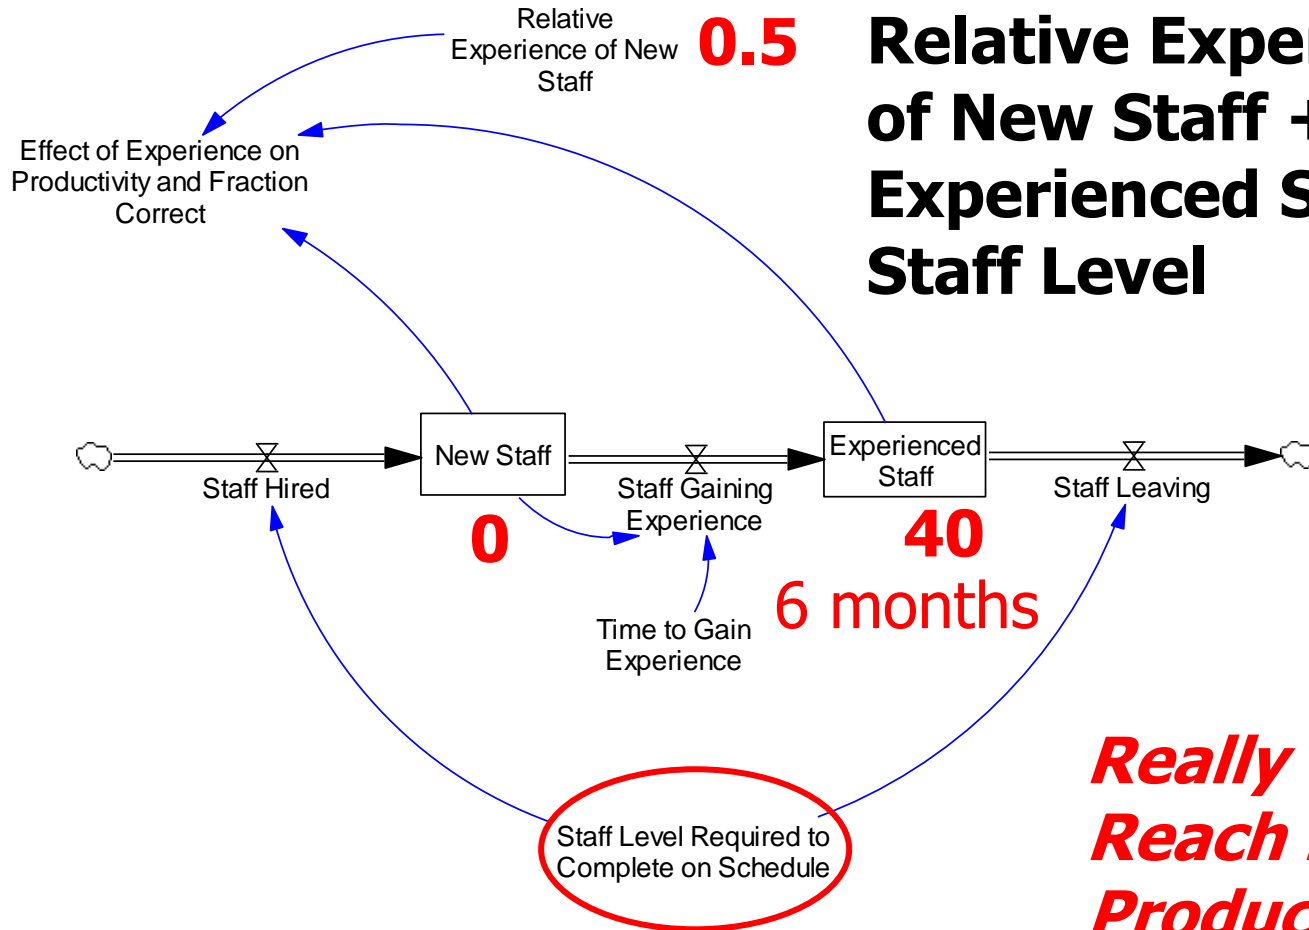 Relative
Experience of New
Staff
0.5
Relative
of New Staff
Experienced
Staff Level
Effect of Experience on
Productivity and Fraction
Correct
New Staff
Experienced
Staff
Staff Hired
Staff Gaining
Experience
Staff Leaving
0
40
6 months
Time to Gain
Experience
Staff Level Required to
Complete on Schedule
Really
Reach